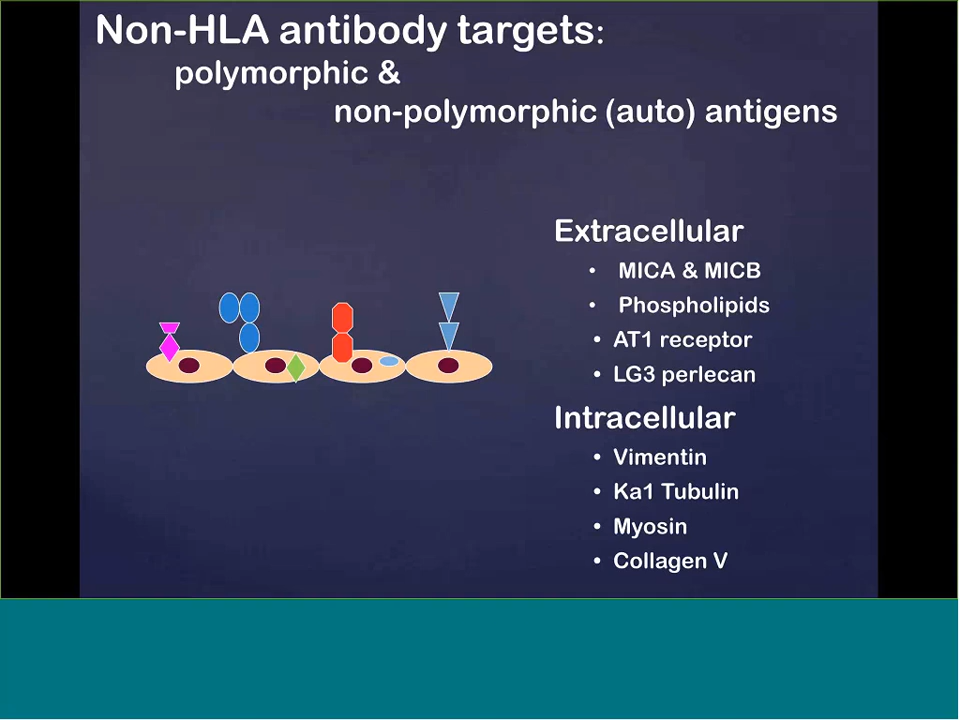 Non-HLA antibody targets:
polymorphic &
non-polymorphic (auto) antigens
Extracellular
• MICA & MICB
• Phospholipids
• AT1 receptor
• LG3 perlecan
Intracellular
• Vimentin
• Ka1 Tubulin
• Myosin
• Collagen V